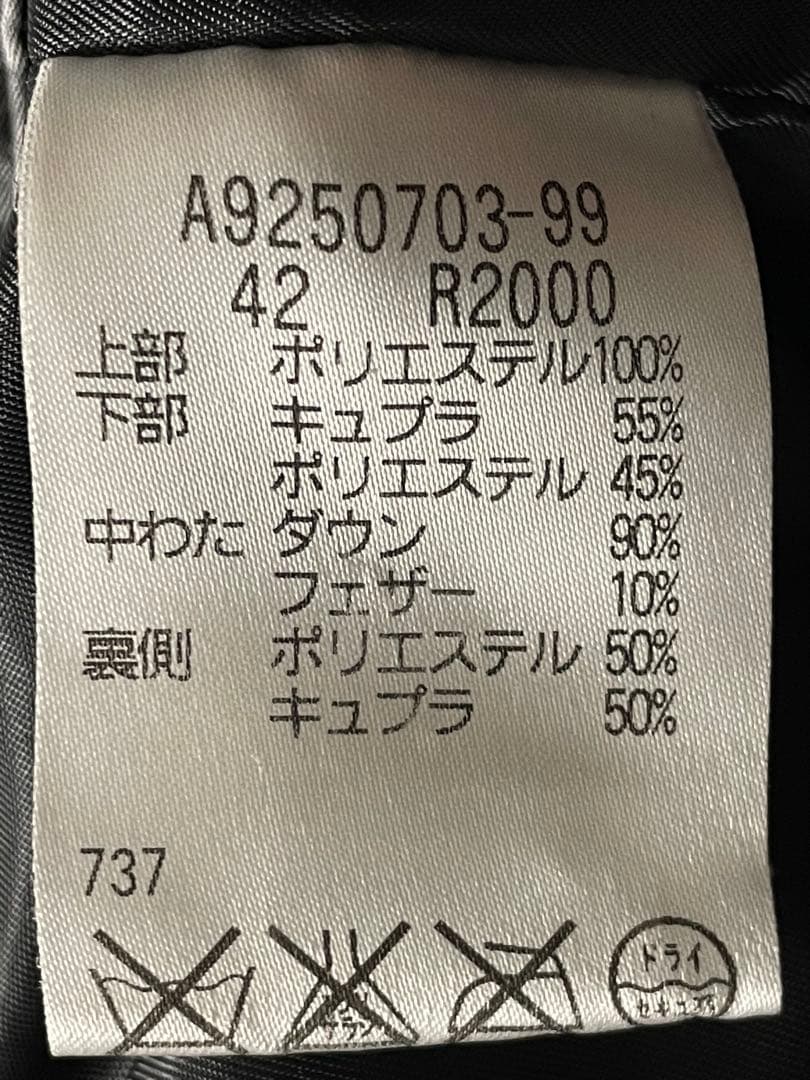 A9250703-99
42 R2000
上部 ポリエステル100%
下部 キュプラ 55%
ポリエステル 45%
中わた ダウン 90%
フェザー 10%
裏側 ポリエステル 50%
キュプラ 50%
737
ドライ